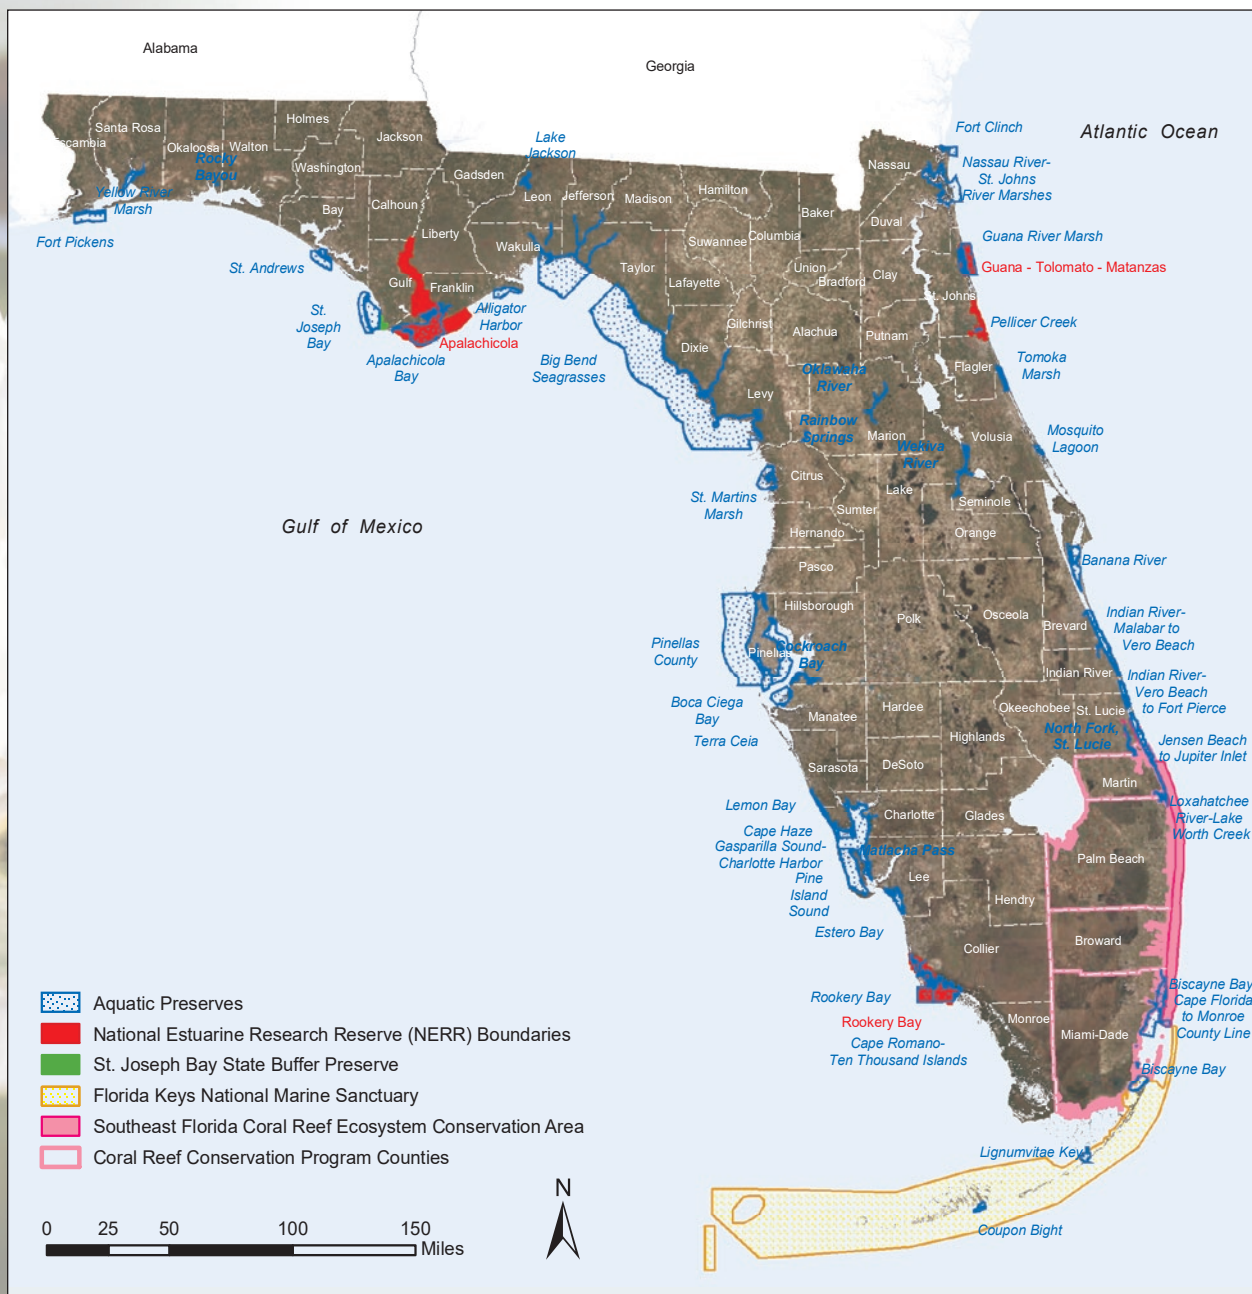 Alabama
Georgia
Atlantic Ocean
Gulf of Mexico
Santa Rosa
Escambia
Okaloosa
Walton
Holmes
Washington
Jackson
Bay
Calhoun
Gadsden
Liberty
Gulf
Franklin
Leon
Wakulla
Jefferson
Madison
Taylor
Hamilton
Suwannee
Columbia
Lafayette
Dixie
Gilchrist
Baker
Union
Bradford
Alachua
Levy
Nassau
Duval
Clay
St. Johns
Putnam
Flagler
Marion
Volusia
Citrus
Lake
Sumter
Seminole
Hernando
Orange
Pasco
Hillsborough
Pinellas
Polk
Osceola
Brevard
Indian River
Manatee
Hardee
Okeechobee
St. Lucie
Highlands
Sarasota
DeSoto
Martin
Charlotte
Glades
Palm Beach
Lee
Hendry
Broward
Collier
Monroe
Miami-Dade
Rocky
Bayou
Yellow River
Marsh
Fort Pickens
St. Andrews
St.
Joseph
Bay
Lake
Jackson
Alligator
Harbor
Apalachicola
Apalachicola
Bay
Big Bend
Seagrasses
Fort Clinch
Nassau River-
St. Johns
River Marshes
Guana River Marsh
Guana - Tolomato - Matanzas
Pellicer Creek
Tomoka
Marsh
Oklawaha
River
Rainbow
Springs
Wekiva
River
Mosquito
Lagoon
St. Martins
Marsh
Banana River
Indian River-
Malabar to
Vero Beach
Pinellas
County
Cockroach
Bay
Boca Ciega
Bay
Terra Ceia
Indian River-
Vero Beach
to Fort Pierce
North Fork,
St. Lucie
Jensen Beach
to Jupiter Inlet
Lemon Bay
Cape Haze
Gasparilla Sound-
Charlotte Harbor
Matlacha Pass
Pine
Island
Sound
Loxahatchee
River-Lake
Worth Creek
Estero Bay
Rookery Bay
Rookery Bay
Cape Romano-
Ten Thousand Islands
Biscayne Bay
Cape Florida
to Monroe
County Line
Biscayne Bay
Lignumvitae Key
Coupon Bight
Aquatic Preserves
National Estuarine Research Reserve (NERR) Boundaries
St. Joseph Bay State Buffer Preserve
Florida Keys National Marine Sanctuary
Southeast Florida Coral Reef Ecosystem Conservation Area
Coral Reef Conservation Program Counties
0 25 50 100 150
Miles
N